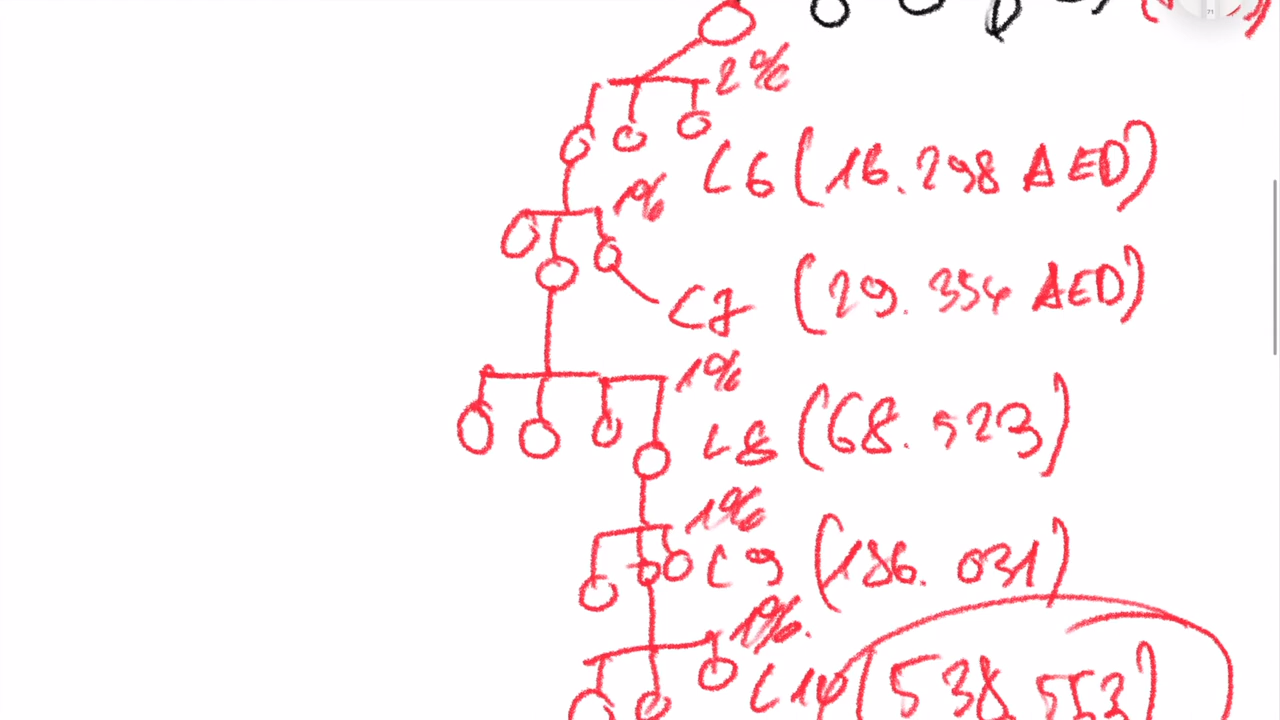 2%
L6 (16.298 AED)
1%
L7 (29.354 AED)
1%
L8 (68.523)
1%
L9 (186.031)
1%.
L10 (538.553)